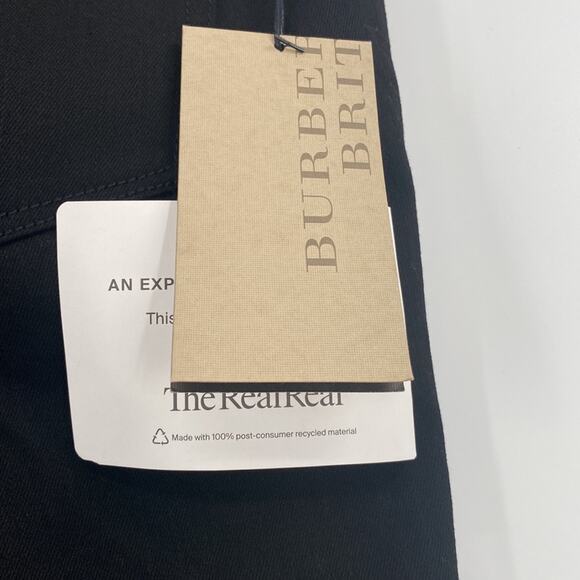 BURBER
BRIT
AN EXP
This
The RealReal
Made with 100% post-consumer recycled material